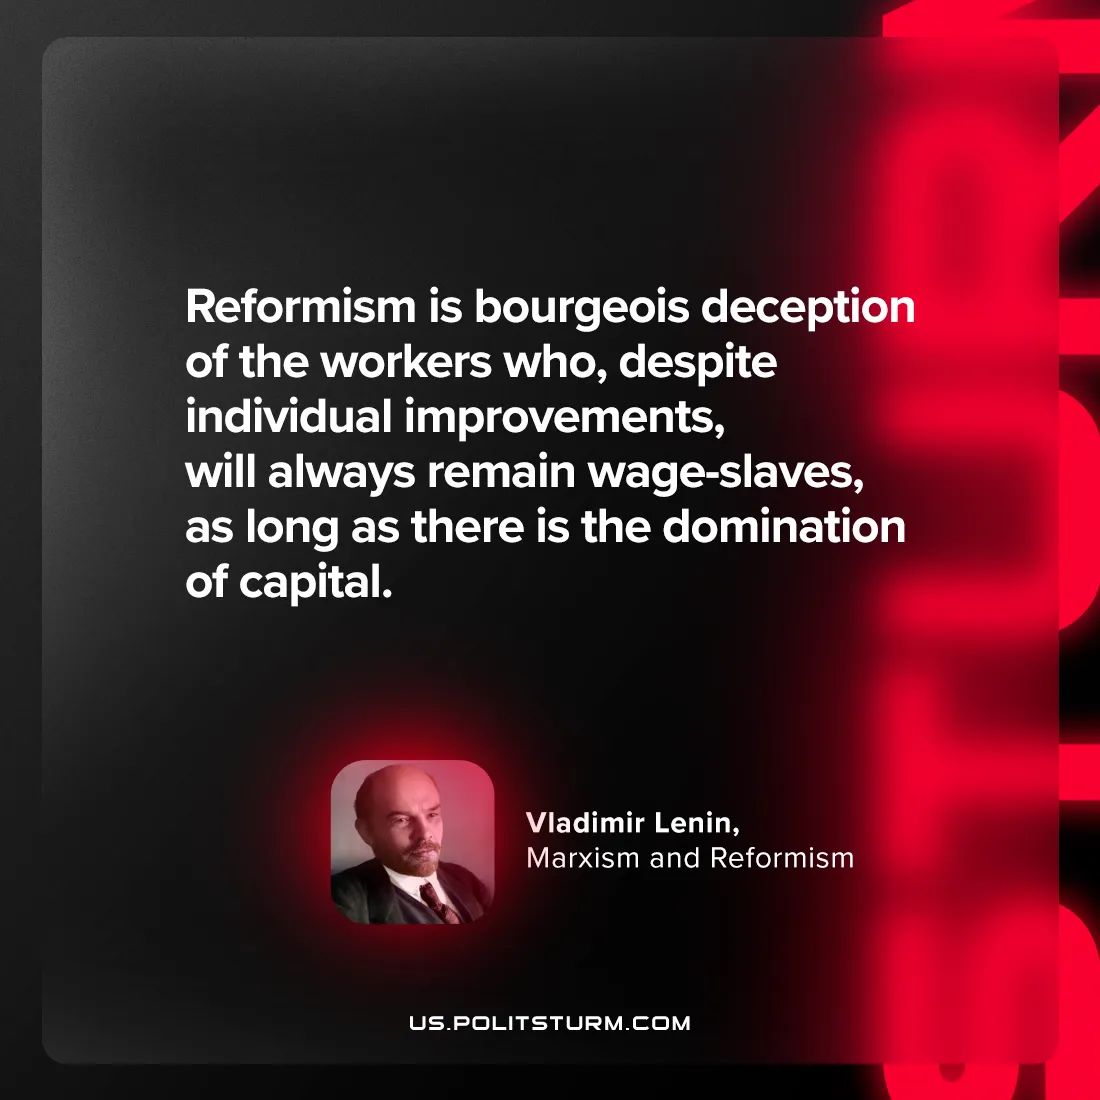 Reformism is bourgeois deception
of the workers who, despite
individual improvements,
will always remain wage-slaves,
as long as there is the domination
of capital.
Vladimir Lenin,
Marxism and Reformism
US.POLITSTURM.COM